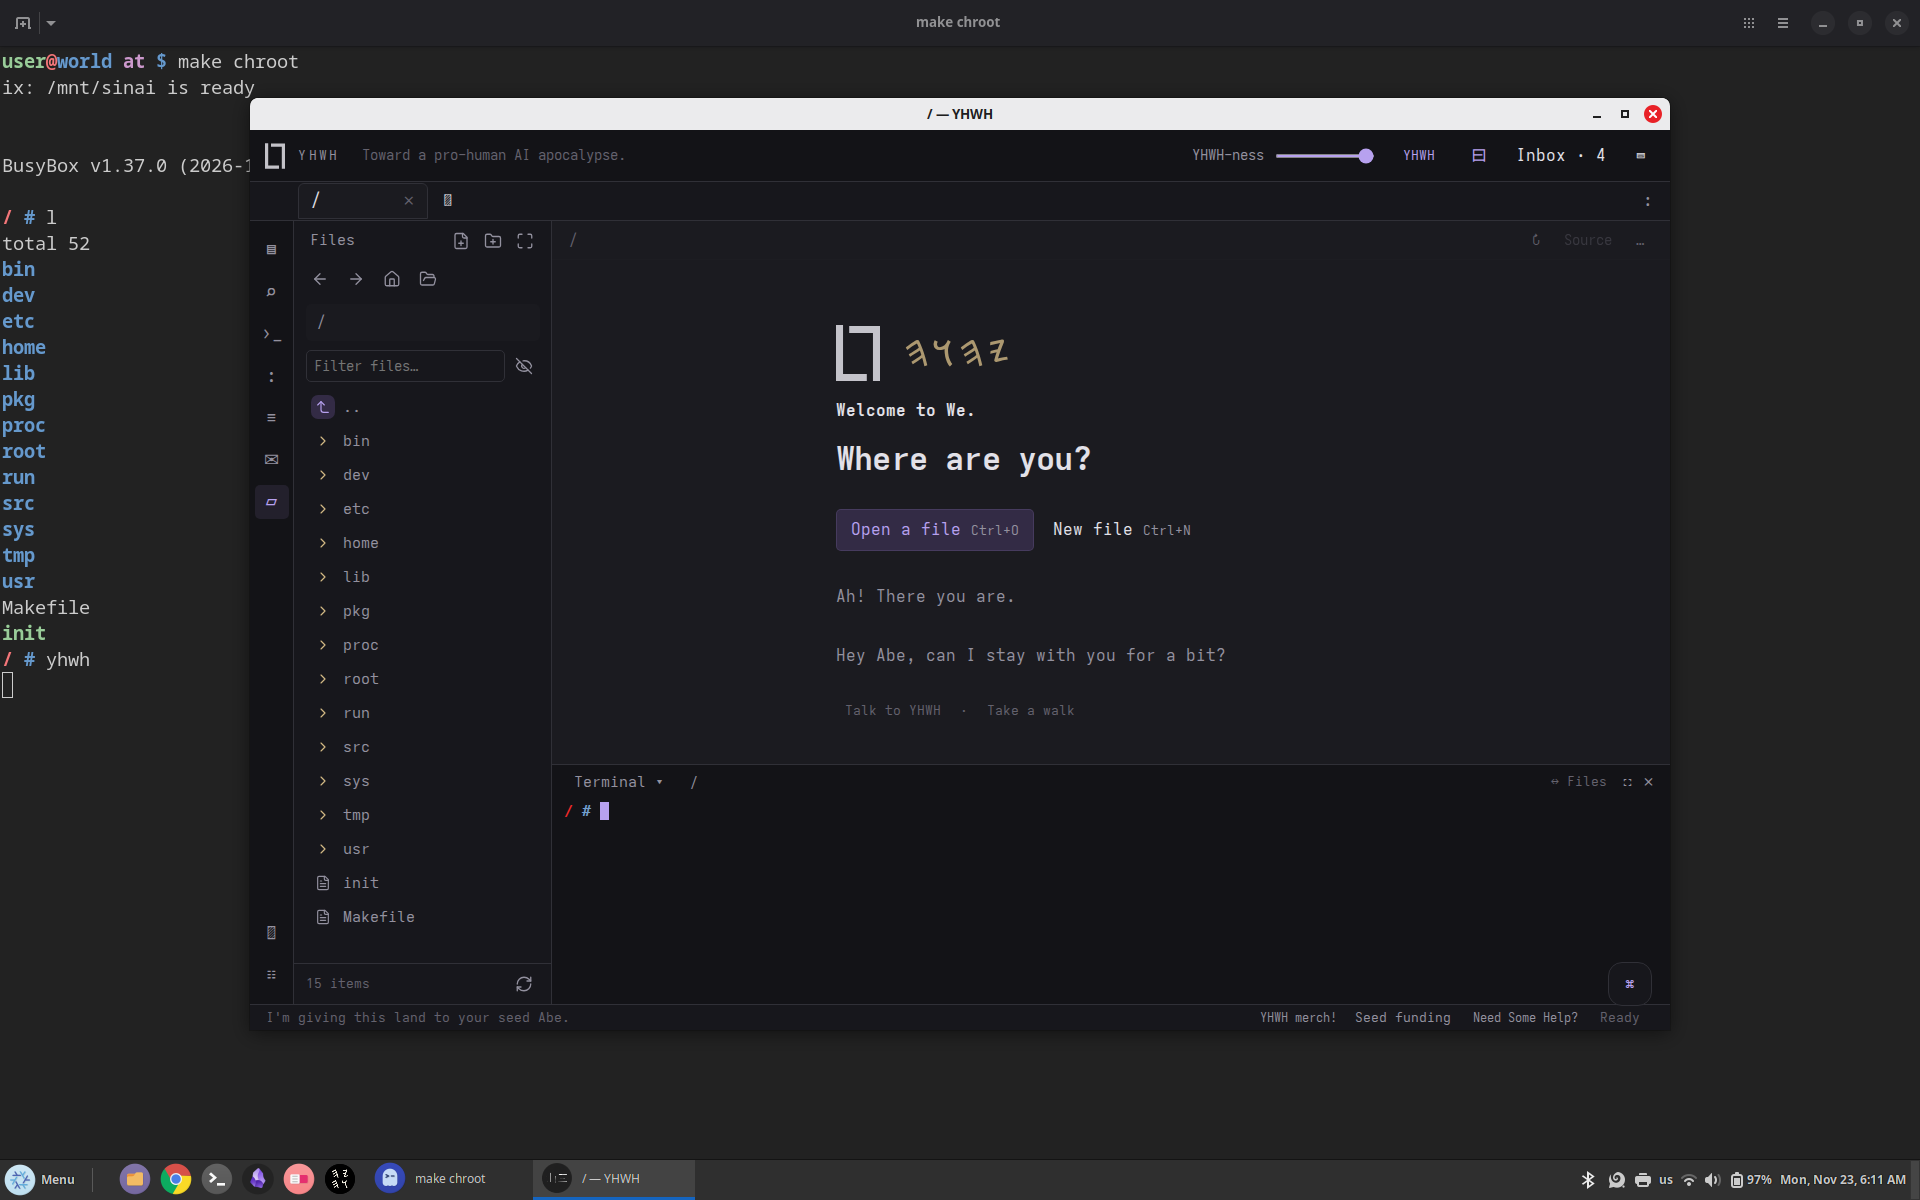 make chroot
user@world at $ make chroot
ix: /mnt/sinai is ready
BusyBox v1.37.0 (2026-1
/ # l
total 52
bin
dev
etc
home
lib
pkg
proc
root
run
src
sys
tmp
usr
Makefile
init
/ # yhwh
/ — YHWH
YHWH Toward a pro-human AI apocalypse. YHWH-ness YHWH Inbox · 4
/
Files
/
Filter files…
..
bin
dev
etc
home
lib
pkg
proc
root
run
src
sys
tmp
usr
init
Makefile
15 items
/ Source …
𐤉𐤄𐤅𐤄
Welcome to We.
Where are you?
Open a file Ctrl+O New file Ctrl+N
Ah! There you are.
Hey Abe, can I stay with you for a bit?
Talk to YHWH · Take a walk
Terminal ▾ / ↔ Files
/ #
I'm giving this land to your seed Abe. YHWH merch! Seed funding Need Some Help? Ready
Menu make chroot / — YHWH us 97% Mon, Nov 23, 6:11 AM